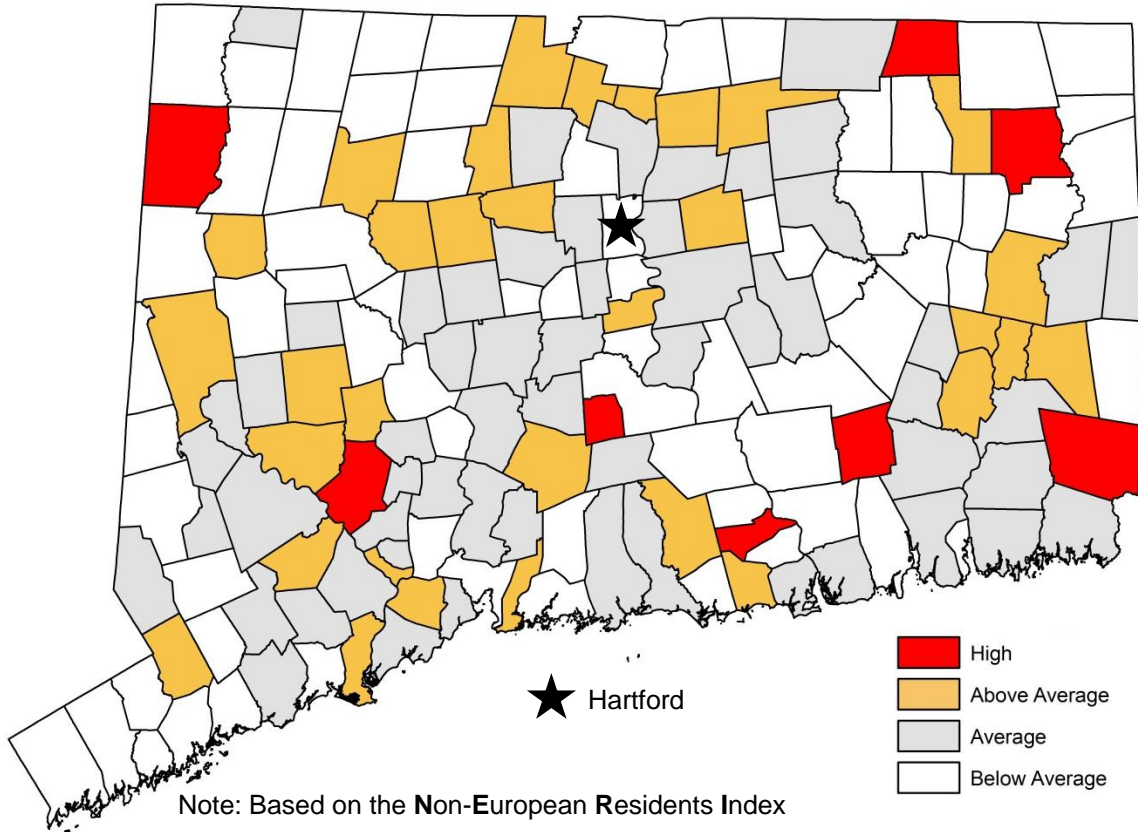 High
Above Average
Hartford
Average
Below Average
Note: Based on the Non-European Residents Index